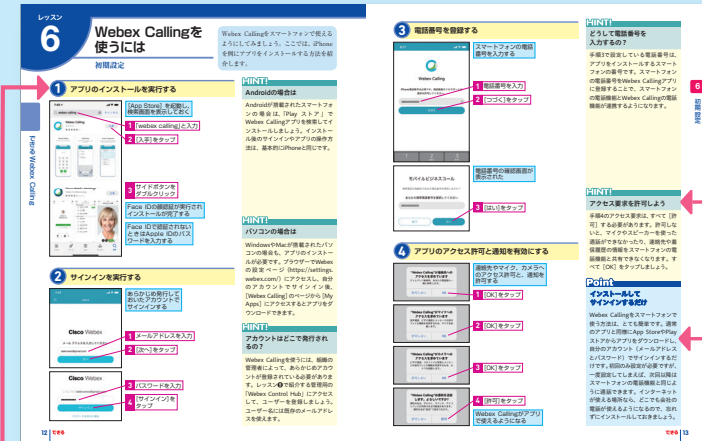 レッスン
6
Webex Callingを
使うには
初期設定
Webex Callingをスマートフォンで使える
ようにしてみましょう。ここでは、iPhone
を例にアプリをインストールする方法を紹
介します。
1 アプリのインストールを実行する
[App Store] を起動し、
検索画面を表示しておく
1 [webex calling]と入力
2 [入手]をタップ
3 サイドボタンを
ダブルクリック
Face IDの顔認証が実行され
インストールが完了する
Face IDで認証されない
ときはApple IDのパス
ワードを入力する
HINT!
Androidの場合は
Androidが搭載されたスマートフォ
ンの場合は、[Play ストア] で
Webex Callingアプリを検索してイ
ンストールしましょう。インストー
ル後のサインインやアプリの操作方
法は、基本的にiPhoneと同じです。
HINT!
パソコンの場合は
WindowsやMacが搭載されたパソ
コンの場合も、アプリのインストー
ルが必要です。ブラウザーでWebex
の設定ページ（https://settings.
webex.com/）にアクセスし、自分
のアカウントでサインイン後、
[Webex Calling] のページから [My
Apps] にアクセスするとアプリをダ
ウンロードできます。
2 サインインを実行する
あらかじめ発行して
おいたアカウントで
サインインする
Cisco Webex
1 メールアドレスを入力
2 [次へ]をタップ
Cisco Webex
3 パスワードを入力
4 [サインイン]を
タップ
HINT!
アカウントはどこで発行され
るの？
Webex Callingを使うには、組織の
管理者によって、あらかじめアカウ
ントが登録されている必要がありま
す。レッスン❾で紹介する管理用の
「Webex Control Hub」にアクセス
して、ユーザーを登録しましょう。
ユーザー名には既存のメールアドレ
スを使えます。
12 できる
3 電話番号を登録する
スマートフォンの電話
番号を入力する
Webex Calling
1 電話番号を入力
2 [つづく]をタップ
モバイルビジネスコール
電話番号の確認画面が
表示された
3 [はい]をタップ
HINT!
どうして電話番号を
入力するの？
手順3で設定している電話番号は、
アプリをインストールするスマート
フォンの番号です。スマートフォン
の電話番号をWebex Callingアプリ
に登録することで、スマートフォン
の電話機能とWebex Callingの電話
機能が連携するようになります。
6
初期設定
4 アプリのアクセス許可と通知を有効にする
連絡先やマイク、カメラへ
のアクセス許可と、通知を
許可する
1 [OK]をタップ
2 [OK]をタップ
3 [OK]をタップ
4 [許可]をタップ
Webex Callingがアプリ
で使えるようになる
HINT!
アクセス要求を許可しよう
手順4のアクセス要求は、すべて [許
可] する必要があります。許可しな
いと、マイクやスピーカーを使った
通話ができなかったり、連絡先や着
信履歴の情報をスマートフォンの電
話機能と共有できなくなります。す
べて [OK] をタップしましょう。
Point
インストールして
サインインするだけ
Webex Callingをスマートフォンで
使う方法は、とても簡単です。通常
のアプリと同様にApp StoreやPlay
ストアからアプリをダウンロードし、
自分のアカウント（メールアドレス
とパスワード）でサインインするだ
けです。初回のみ設定が必要ですが、
一度設定してしまえば、次回以降は
スマートフォンの電話機能と同じよ
うに通話できます。インターネット
が使える場所なら、どこでも会社の
電話が使えるようになるので、忘れ
ずにインストールしておきましょう。
できる 13